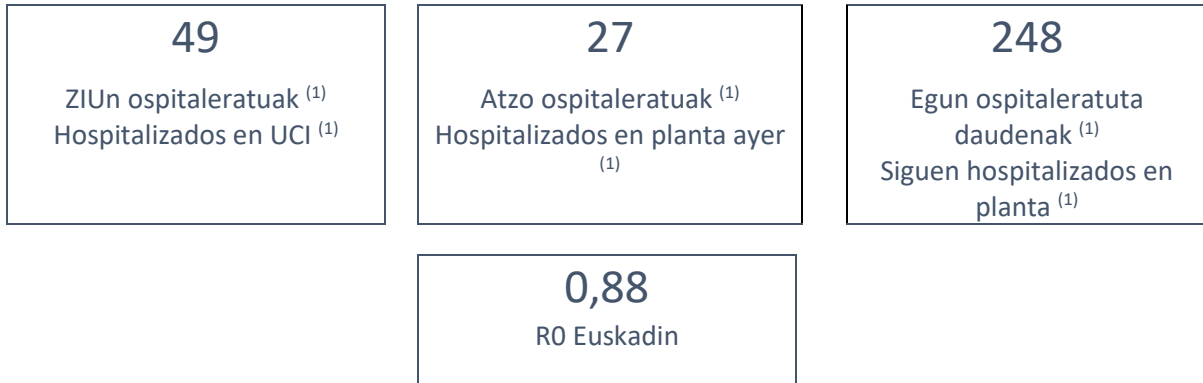 49
ZIUn ospitaleratuak (1)
Hospitalizados en UCI (1)
27
Atzo ospitaleratuak (1)
Hospitalizados en planta ayer
(1)
248
Egun ospitaleratuta
daudenak (1)
Siguen hospitalizados en
planta (1)
0,88
R0 Euskadin